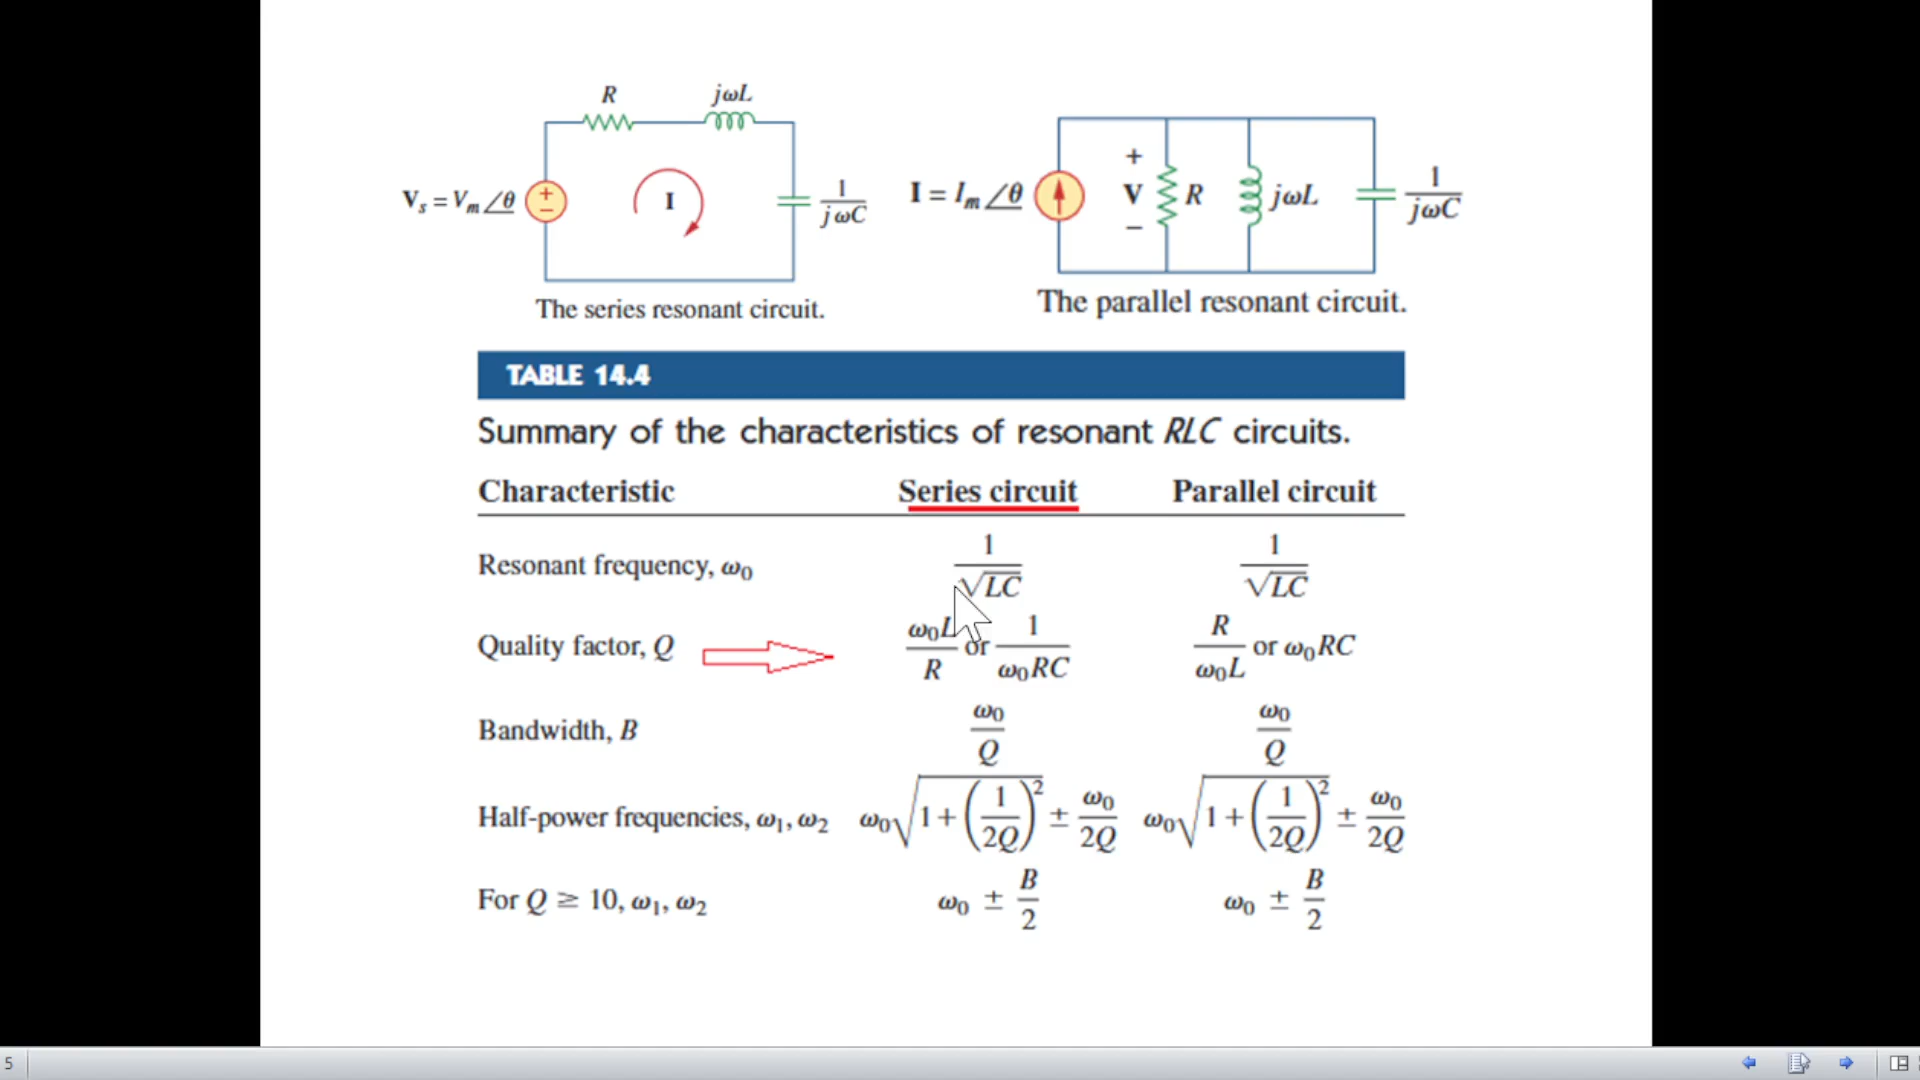 R jωL
V_s = V_m∠θ + − I 1/(jωC)
The series resonant circuit.
I = I_m∠θ + V − R jωL 1/(jωC)
The parallel resonant circuit.
TABLE 14.4
Summary of the characteristics of resonant RLC circuits.
Characteristic Series circuit Parallel circuit
Resonant frequency, ω₀ 1/√LC 1/√LC
Quality factor, Q ω₀L/R or 1/(ω₀RC) R/(ω₀L) or ω₀RC
Bandwidth, B ω₀/Q ω₀/Q
Half-power frequencies, ω₁, ω₂ ω₀√(1 + (1/2Q)²) ± ω₀/2Q ω₀√(1 + (1/2Q)²) ± ω₀/2Q
For Q ≥ 10, ω₁, ω₂ ω₀ ± B/2 ω₀ ± B/2
5